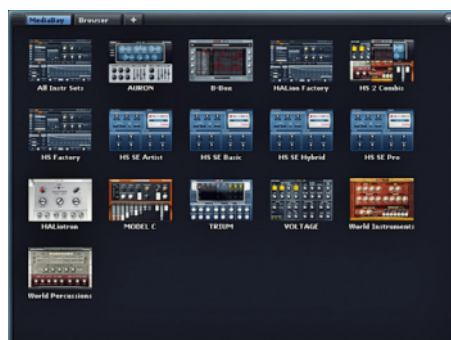 MediaBay Browser +
All Instr Sets AURON B-Box HALion Factory HS 2 Combis
HS Factory HS SE Artist HS SE Basic HS SE Hybrid HS SE Pro
HALiotron MODEL C TRIUM VOLTAGE World Instruments
World Percussions